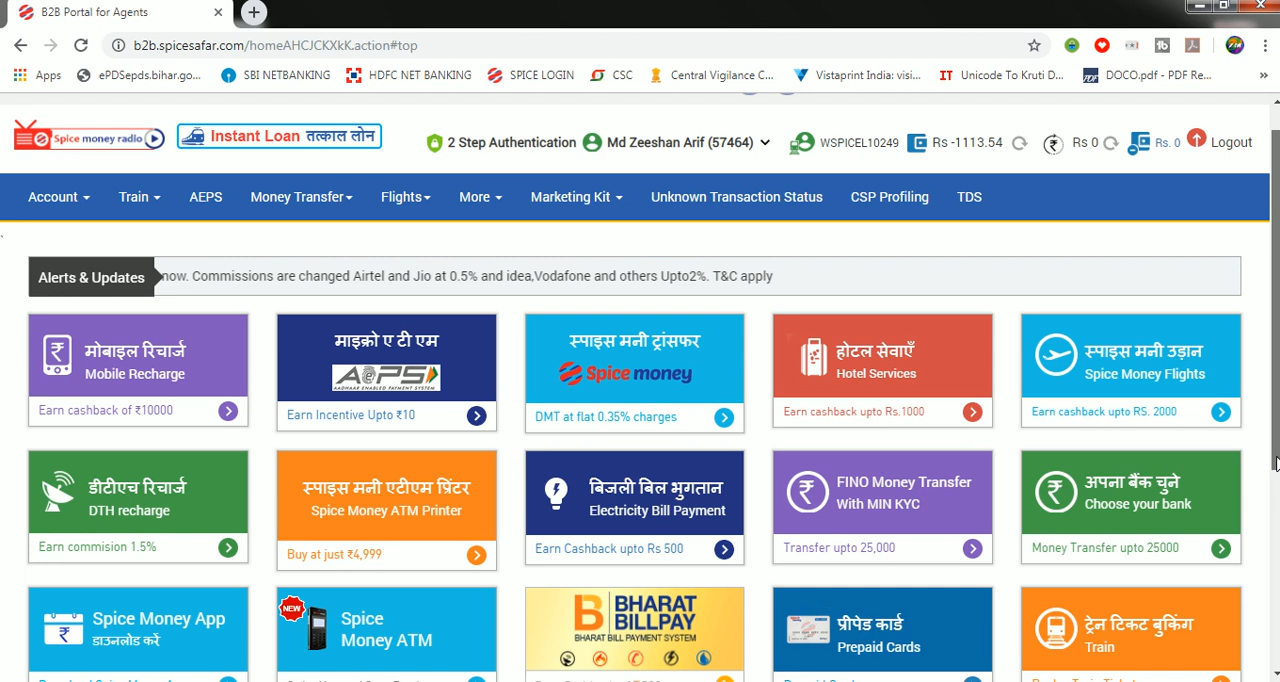 B2B Portal for Agents
b2b.spicesafar.com/homeAHCJCKXkK.action#top
Apps
ePDSepds.bihar.go...
SBI NETBANKING
HDFC NET BANKING
SPICE LOGIN
CSC
Central Vigilance C...
Vistaprint India: visi...
IT Unicode To Kruti D...
DOCO.pdf - PDF Re...
Spice money radio
Instant Loan तत्काल लोन
2 Step Authentication
Md Zeeshan Arif (57464)
WSPICEL10249
Rs -1113.54
Rs 0
Rs. 0
Logout
Account
Train
AEPS
Money Transfer
Flights
More
Marketing Kit
Unknown Transaction Status
CSP Profiling
TDS
Alerts & Updates
now. Commissions are changed Airtel and Jio at 0.5% and idea,Vodafone and others Upto2%. T&C apply
मोबाइल रिचार्ज
Mobile Recharge
Earn cashback of ₹10000
माइक्रो ए टी एम
AePS
AADHAAR ENABLED PAYMENT SYSTEM
Earn Incentive Upto ₹10
स्पाइस मनी ट्रांसफर
Spice money
DMT at flat 0.35% charges
होटल सेवाएँ
Hotel Services
Earn cashback upto Rs.1000
स्पाइस मनी उड़ान
Spice Money Flights
Earn cashback upto RS. 2000
डीटीएच रिचार्ज
DTH recharge
Earn commision 1.5%
स्पाइस मनी एटीएम प्रिंटर
Spice Money ATM Printer
Buy at just ₹4,999
बिजली बिल भुगतान
Electricity Bill Payment
Earn Cashback upto Rs 500
FINO Money Transfer
With MIN KYC
Transfer upto 25,000
अपना बैंक चुने
Choose your bank
Money Transfer upto 25000
Spice Money App
डाउनलोड करें
NEW
Spice
Money ATM
B BHARAT
BILLPAY
BHARAT BILL PAYMENT SYSTEM
प्रीपेड कार्ड
Prepaid Cards
ट्रेन टिकट बुकिंग
Train